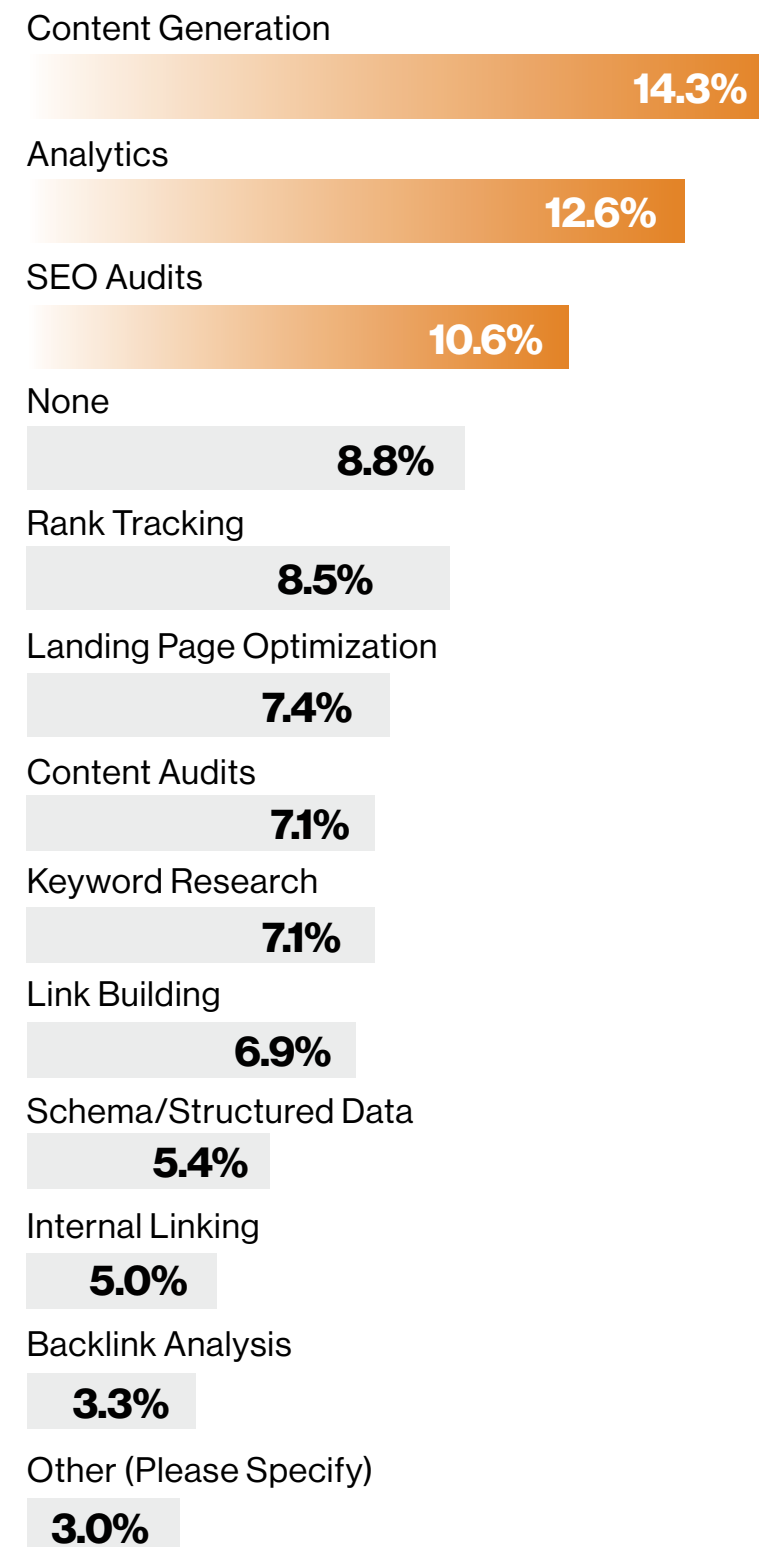 Content Generation
14.3%
Analytics
12.6%
SEO Audits
10.6%
None
8.8%
Rank Tracking
8.5%
Landing Page Optimization
7.4%
Content Audits
7.1%
Keyword Research
7.1%
Link Building
6.9%
Schema/Structured Data
5.4%
Internal Linking
5.0%
Backlink Analysis
3.3%
Other (Please Specify)
3.0%